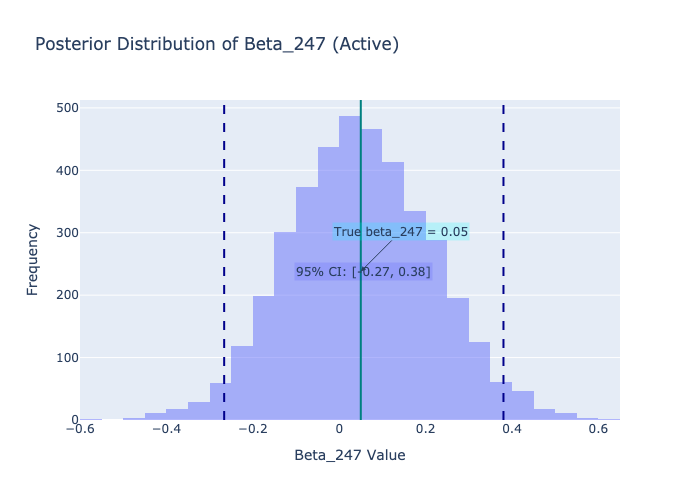 Posterior Distribution of Beta_247 (Active)
500
400
300
200
100
0
Frequency
True beta_247 = 0.05
95% CI: [-0.27, 0.38]
−0.6
−0.4
−0.2
0
0.2
0.4
0.6
Beta_247 Value